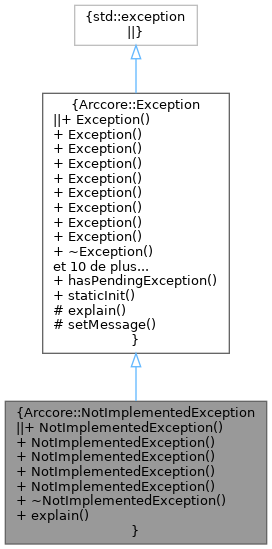 {std::exception
||}
{Arccore::Exception
||+ Exception()
+ Exception()
+ Exception()
+ Exception()
+ Exception()
+ Exception()
+ Exception()
+ Exception()
+ Exception()
+ ~Exception()
et 10 de plus...
+ hasPendingException()
+ staticInit()
# explain()
# setMessage()
}
{Arccore::NotImplementedException
||+ NotImplementedException()
+ NotImplementedException()
+ NotImplementedException()
+ NotImplementedException()
+ NotImplementedException()
+ ~NotImplementedException()
+ explain()
}